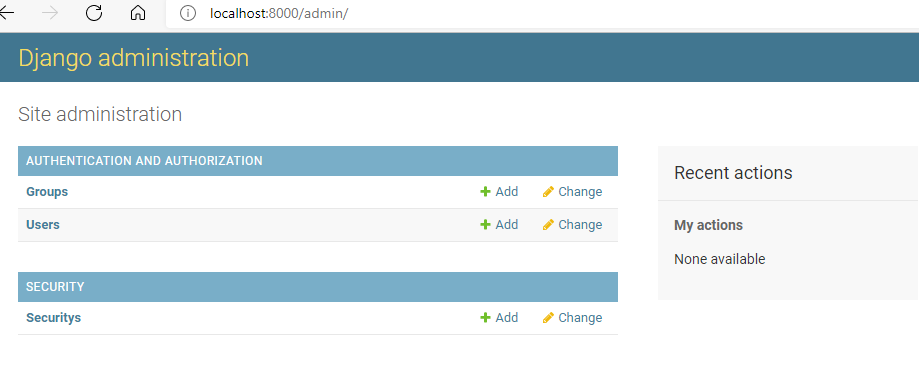 localhost:8000/admin/
Django administration
Site administration
AUTHENTICATION AND AUTHORIZATION
Groups Add Change
Users Add Change
SECURITY
Securitys Add Change
Recent actions
My actions
None available